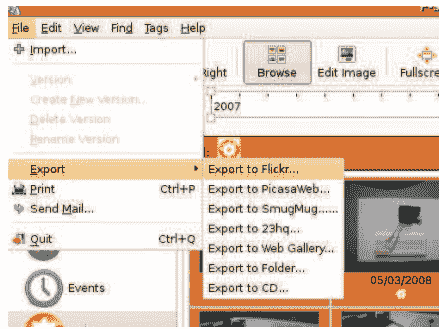 File Edit View Find Tags Help
Import...
Right Browse Edit Image Fullscre
Version
Create New Version...
2007
Delete Version
Rename Version
Export
Export to Flickr...
Print Ctrl+P
Export to PicasaWeb...
Send Mail...
Export to SmugMug......
Export to 23hq...
Quit Ctrl+Q
Export to Web Gallery...
Export to Folder...
05/03/2008
Events
Export to CD...